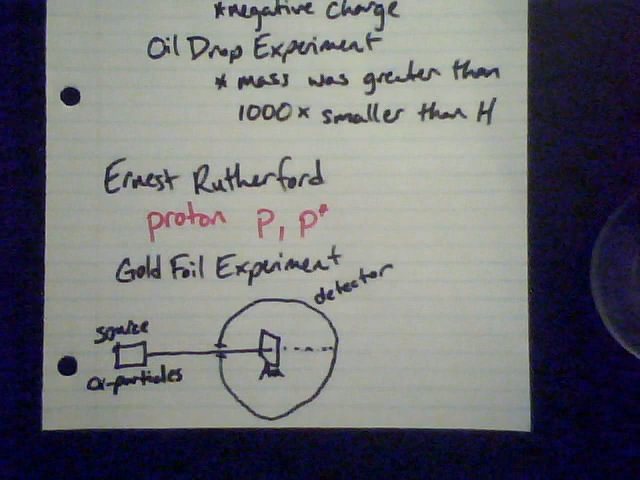 *negative charge
Oil Drop Experiment
* mass was greater than
1000x smaller than H
Ernest Rutherford
proton P, P⁺
Gold Foil Experiment
detector
source
α-particles
Au